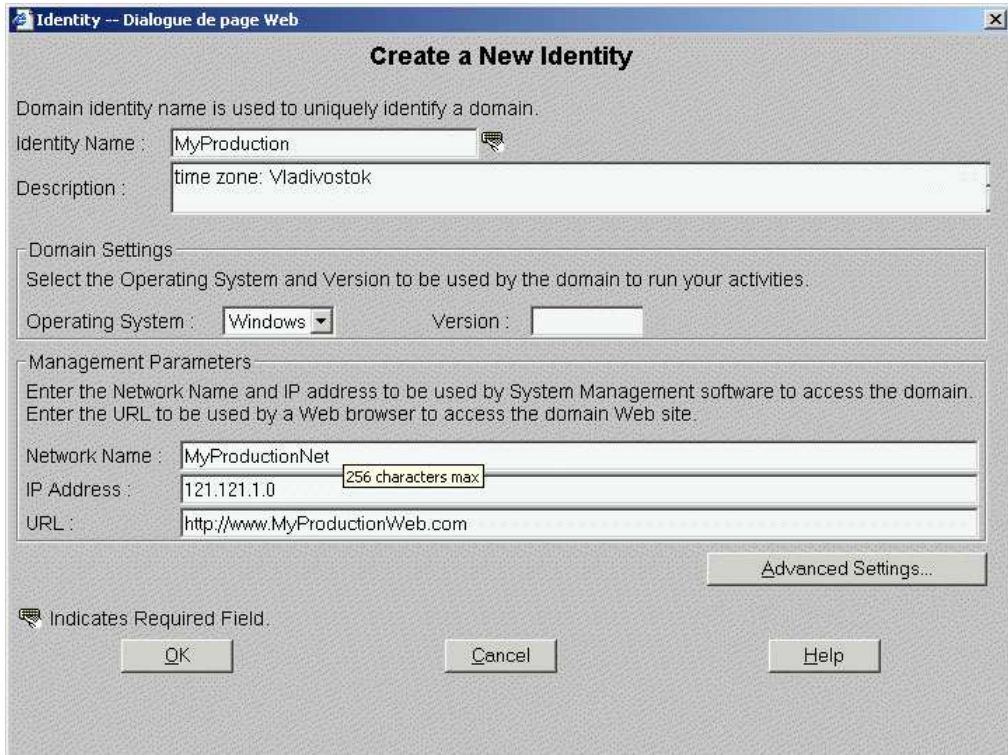 Identity -- Dialogue de page Web
Create a New Identity
Domain identity name is used to uniquely identify a domain.
Identity Name : MyProduction
Description : time zone: Vladivostok
Domain Settings
Select the Operating System and Version to be used by the domain to run your activities.
Operating System : Windows Version :
Management Parameters
Enter the Network Name and IP address to be used by System Management software to access the domain.
Enter the URL to be used by a Web browser to access the domain Web site.
Network Name : MyProductionNet
256 characters max
IP Address : 121.121.1.0
URL : http://www.MyProductionWeb.com
Advanced Settings...
Indicates Required Field.
OK Cancel Help